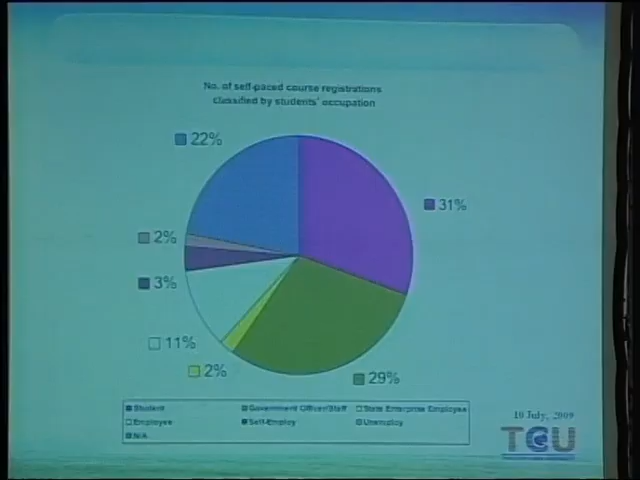 No. of self-paced course registrations
classified by students' occupation
22%
31%
2%
3%
11%
2%
29%
Student
Government Officer/Staff
State Enterprise Employee
Employee
Self-Employ
Unemploy
N/A
10 July, 2009
TCU